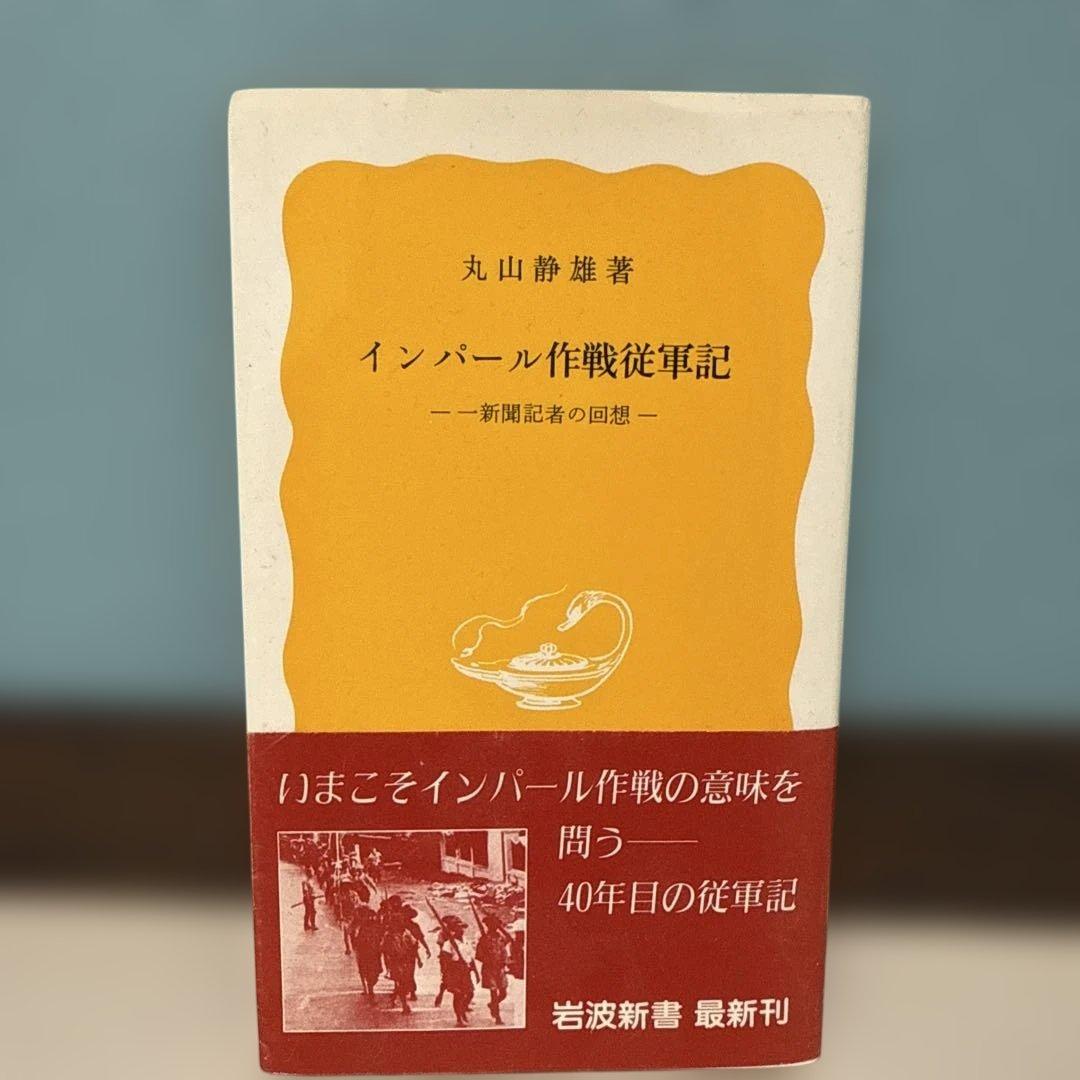 丸山静雄著
インパール作戦従軍記
― 一新聞記者の回想 ―
いまこそインパール作戦の意味を
問う――
40年目の従軍記
岩波新書 最新刊